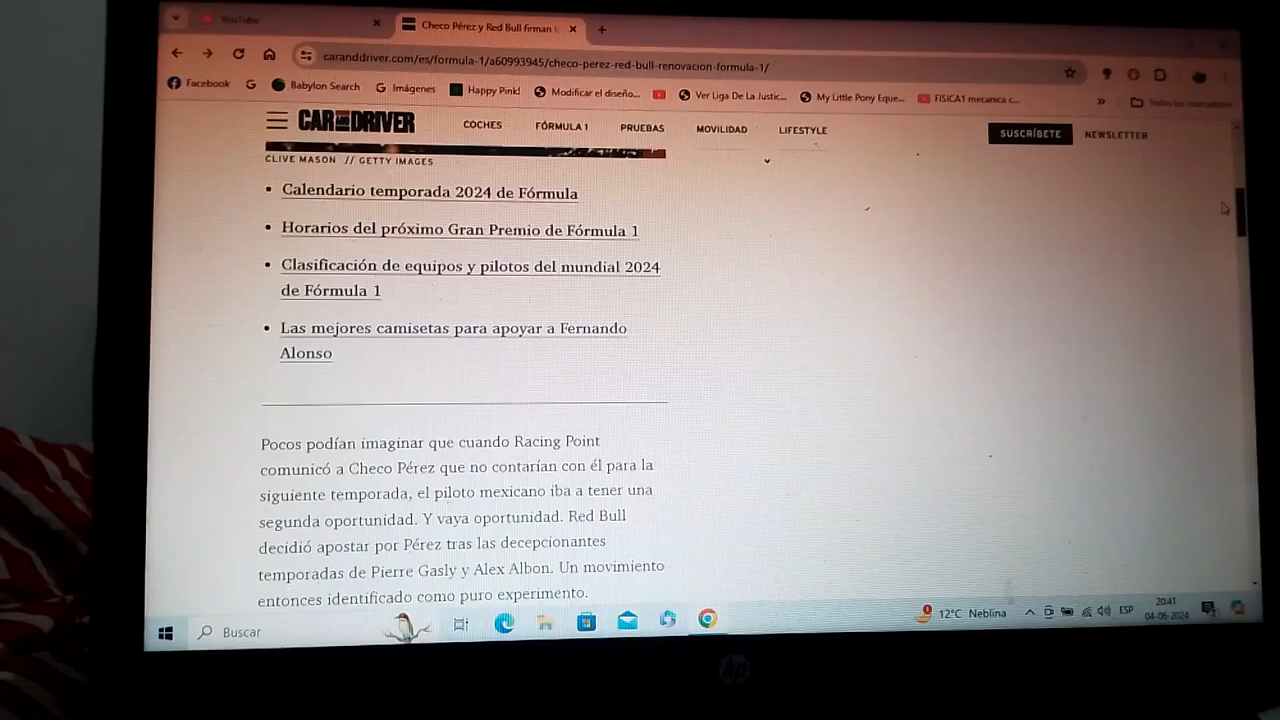 YouTube
Checo Pérez y Red Bull firman
caranddriver.com/es/formula-1/a60993945/checo-perez-red-bull-renovacion-formula-1/
Facebook
Babylon Search
Imágenes
Happy Pink!
Modificar el diseño...
Ver Liga De La Justic...
My Little Pony Eque...
FISICA1 mecanica c...
»
Todos los marcadores
CAR AND DRIVER
COCHES
FÓRMULA 1
PRUEBAS
MOVILIDAD
LIFESTYLE
SUSCRÍBETE
NEWSLETTER
CLIVE MASON // GETTY IMAGES
• Calendario temporada 2024 de Fórmula
• Horarios del próximo Gran Premio de Fórmula 1
• Clasificación de equipos y pilotos del mundial 2024
de Fórmula 1
• Las mejores camisetas para apoyar a Fernando
Alonso
Pocos podían imaginar que cuando Racing Point
comunicó a Checo Pérez que no contarían con él para la
siguiente temporada, el piloto mexicano iba a tener una
segunda oportunidad. Y vaya oportunidad. Red Bull
decidió apostar por Pérez tras las decepcionantes
temporadas de Pierre Gasly y Alex Albon. Un movimiento
entonces identificado como puro experimento.
Buscar
12°C Neblina
ESP
20:41
04-06-2024
hp